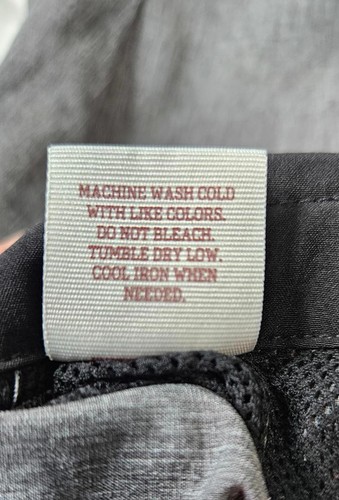 MACHINE WASH COLD
WITH LIKE COLORS.
DO NOT BLEACH.
TUMBLE DRY LOW.
COOL IRON WHEN
NEEDED.